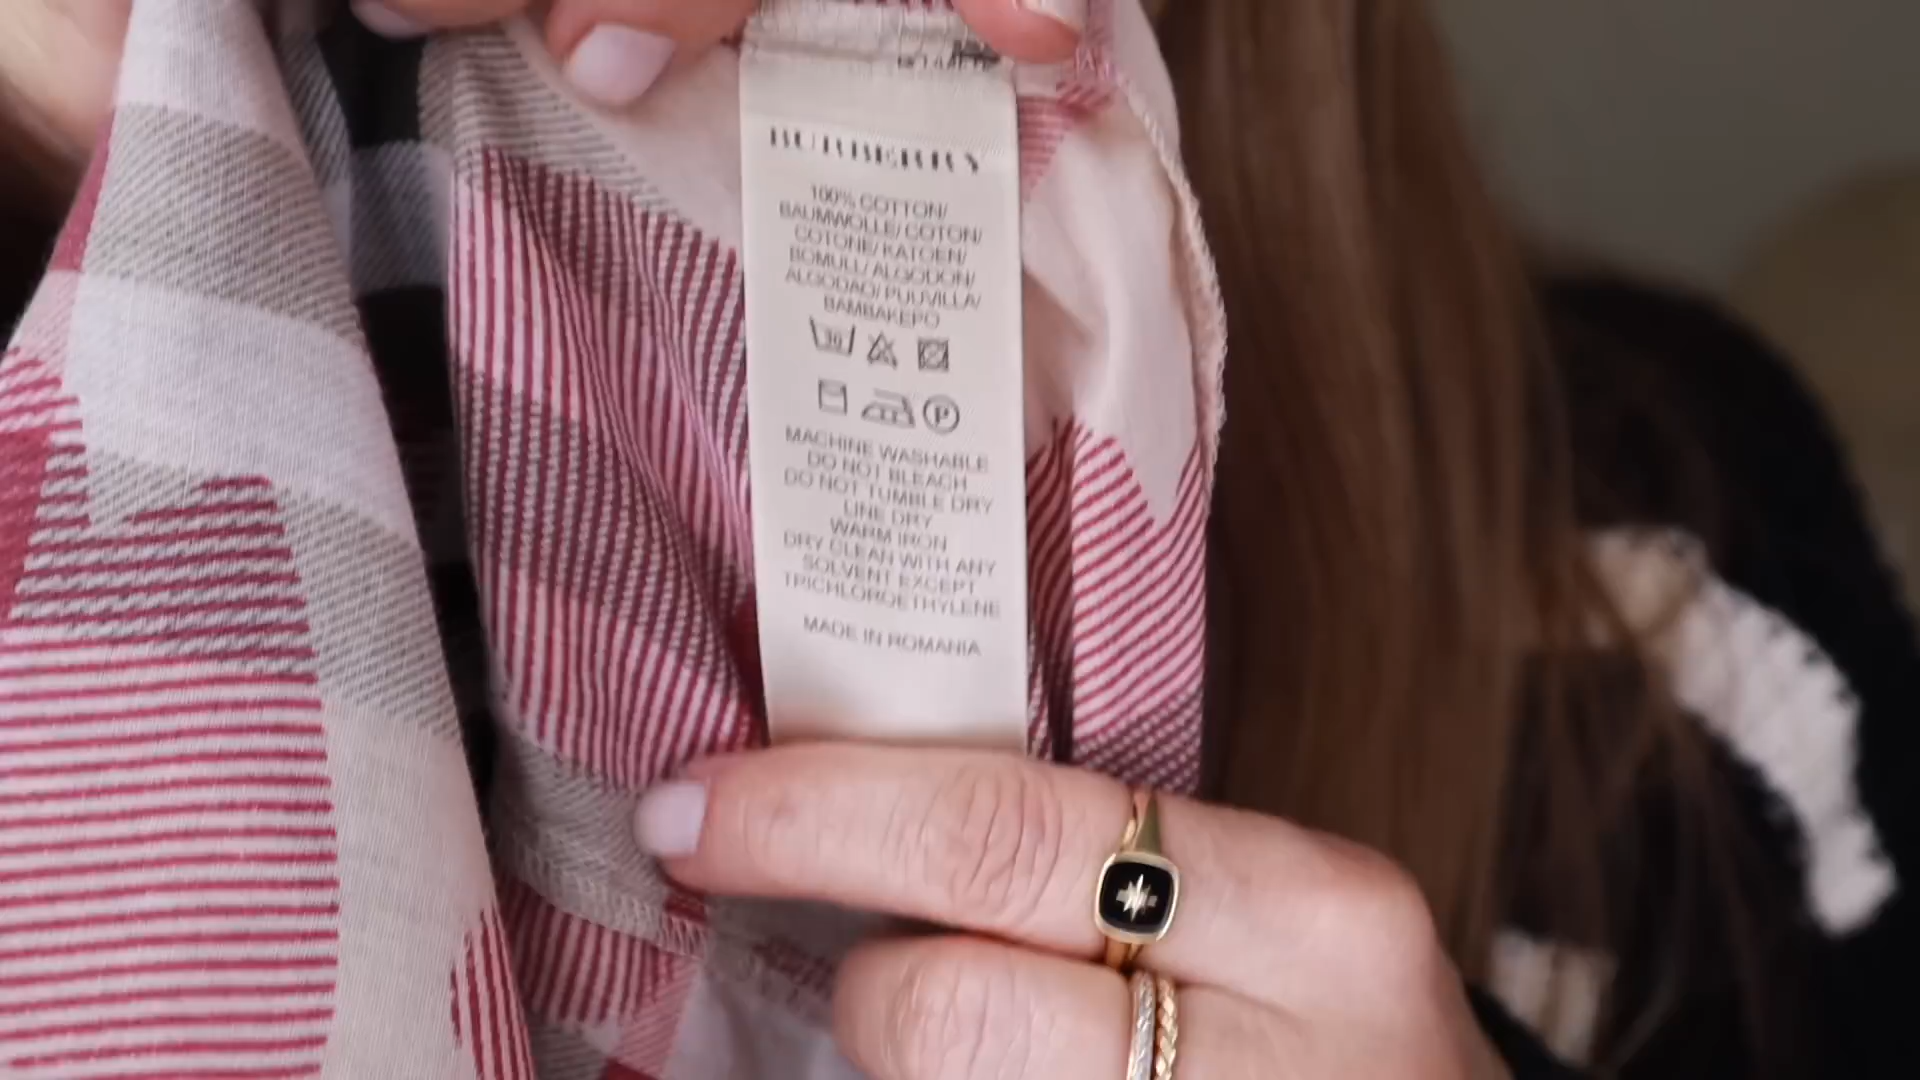 BURBERRY
100% COTTON/
BAUMWOLLE/ COTON/
COTONE/ KATOEN/
BOMULL/ ALGODON/
ALGODAO/ PUUVILLA/
BAMBAKEPO
30
P
MACHINE WASHABLE
DO NOT BLEACH
DO NOT TUMBLE DRY
LINE DRY
WARM IRON
DRY CLEAN WITH ANY
SOLVENT EXCEPT
TRICHLOROETHYLENE
MADE IN ROMANIA